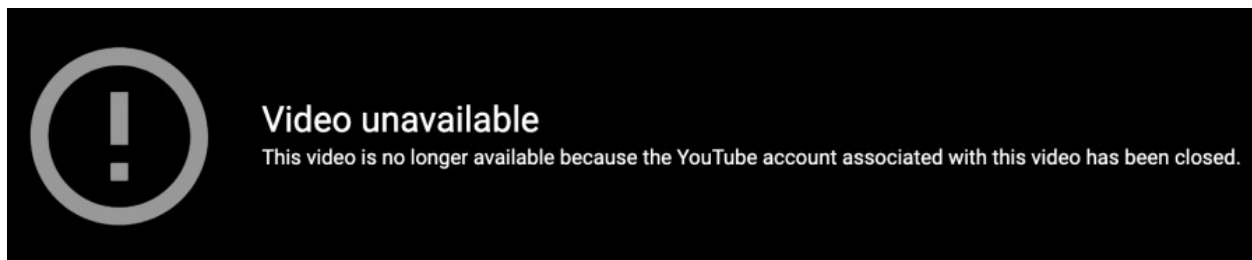 Video unavailable
This video is no longer available because the YouTube account associated with this video has been closed.